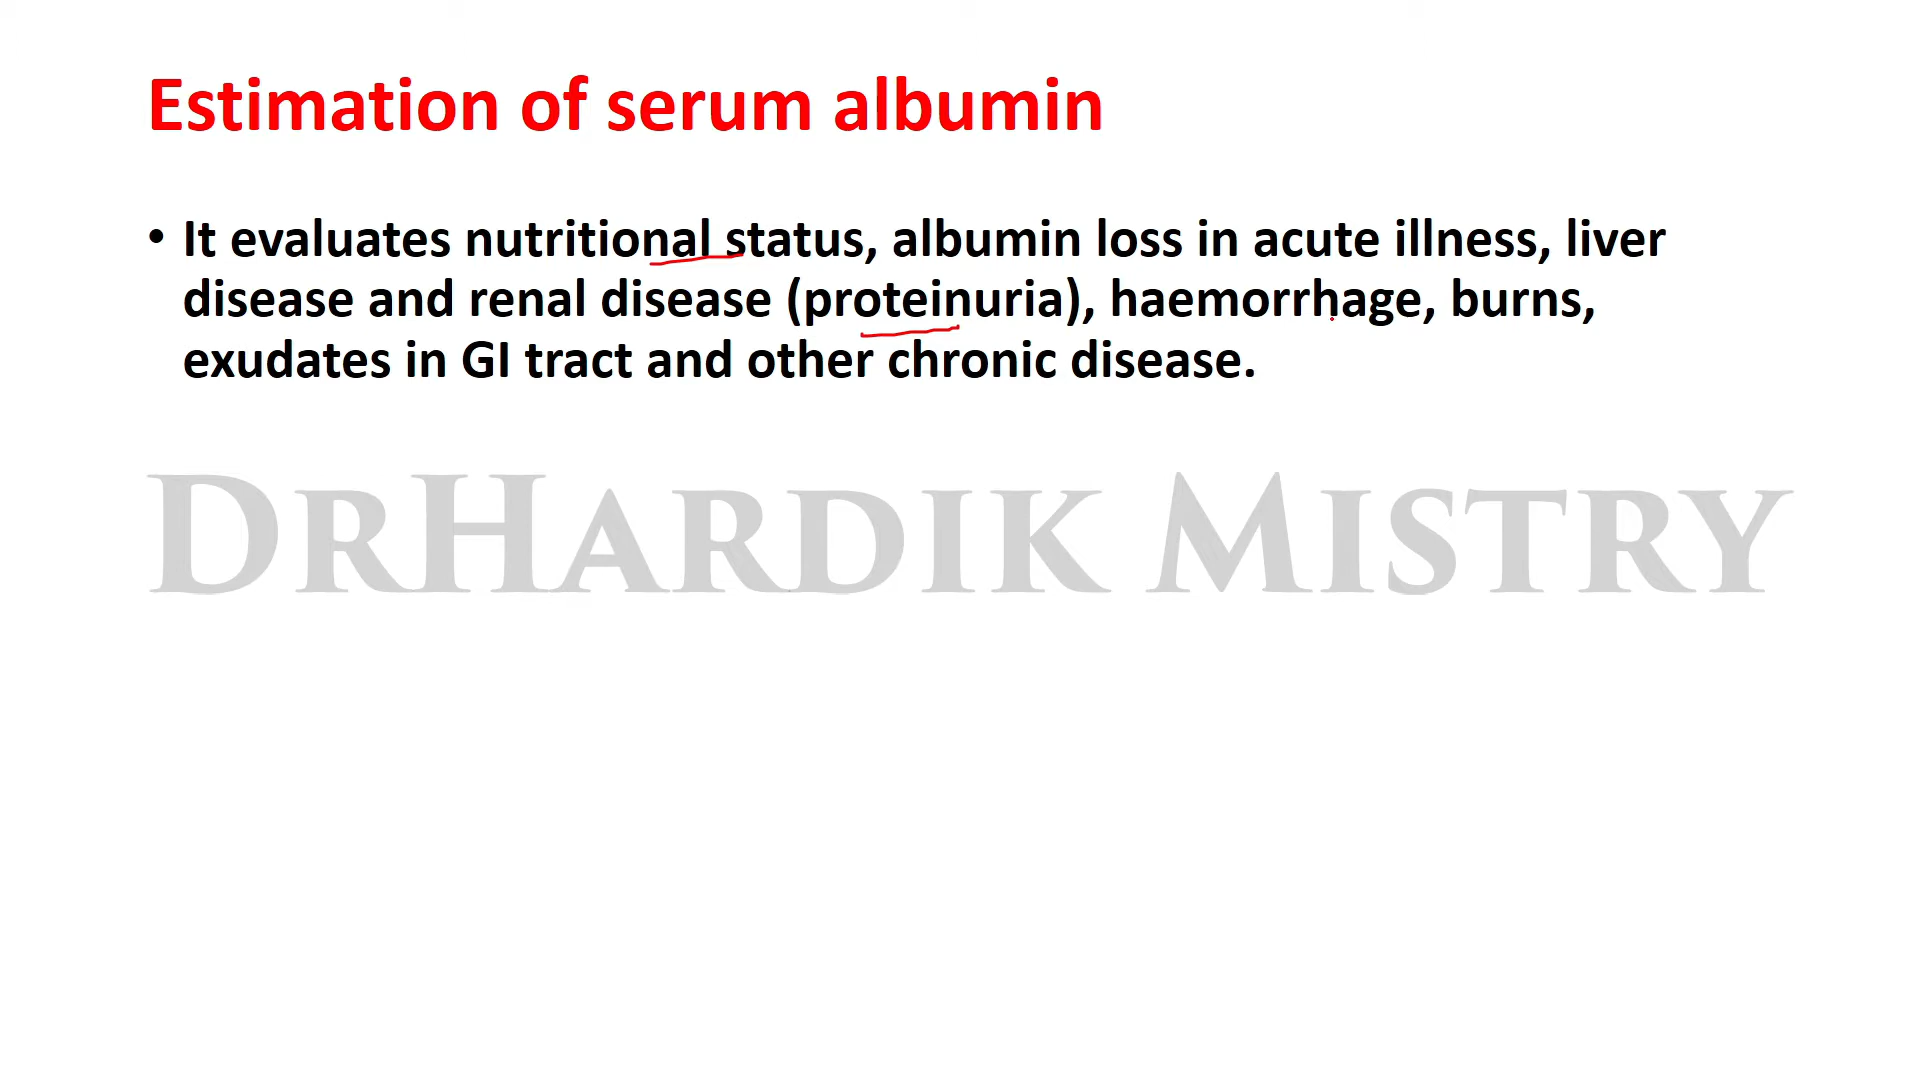 Estimation of serum albumin
• It evaluates nutritional status, albumin loss in acute illness, liver
disease and renal disease (proteinuria), haemorrhage, burns,
exudates in GI tract and other chronic disease.
DRHARDIK MISTRY